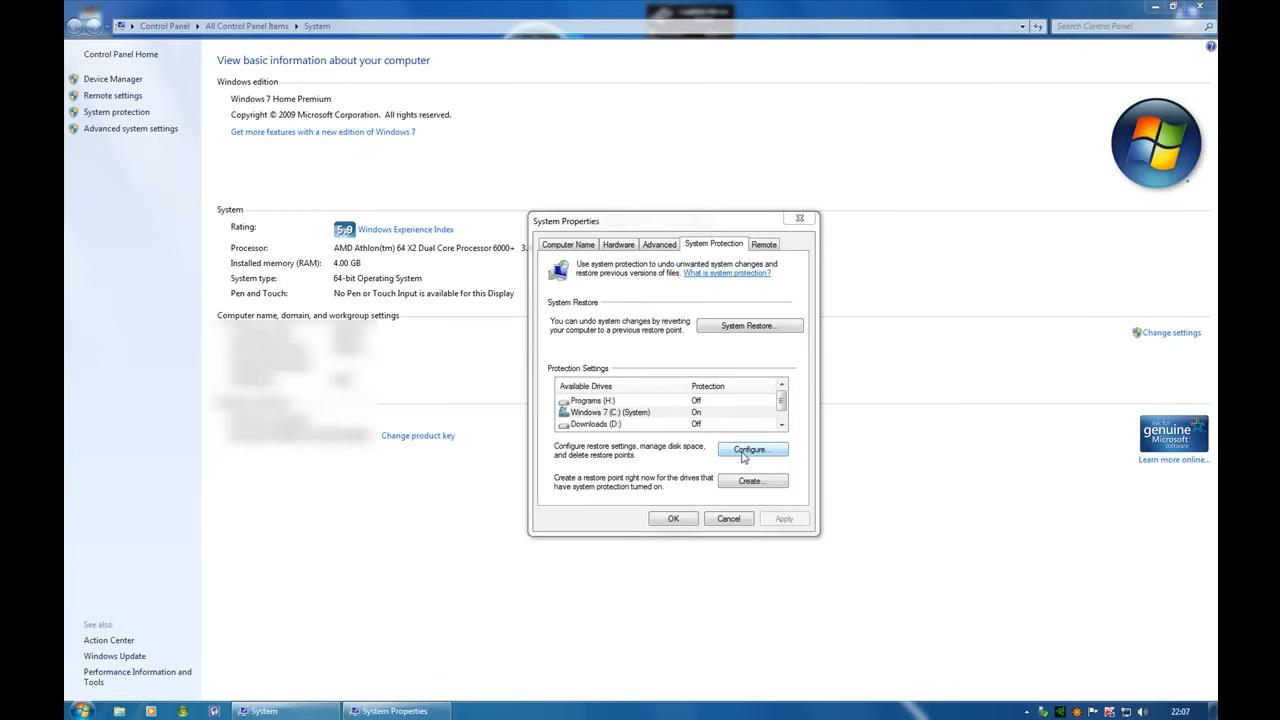 Control Panel
All Control Panel Items
System
Search Control Panel
Control Panel Home
Device Manager
Remote settings
System protection
Advanced system settings
View basic information about your computer
Windows edition
Windows 7 Home Premium
Copyright © 2009 Microsoft Corporation. All rights reserved.
Get more features with a new edition of Windows 7
System
Rating:
5,9 Windows Experience Index
Processor:
AMD Athlon(tm) 64 X2 Dual Core Processor 6000+ 3.
Installed memory (RAM):
4.00 GB
System type:
64-bit Operating System
Pen and Touch:
No Pen or Touch Input is available for this Display
Computer name, domain, and workgroup settings
Change settings
Change product key
ask for
genuine
Microsoft
software
Learn more online...
System Properties
Computer Name
Hardware
Advanced
System Protection
Remote
Use system protection to undo unwanted system changes and
restore previous versions of files. What is system protection?
System Restore
You can undo system changes by reverting
your computer to a previous restore point.
System Restore...
Protection Settings
Available Drives
Protection
Programs (H:)
Off
Windows 7 (C:) (System)
On
Downloads (D:)
Off
Configure restore settings, manage disk space,
and delete restore points.
Configure...
Create a restore point right now for the drives that
have system protection turned on.
Create...
OK
Cancel
Apply
See also
Action Center
Windows Update
Performance Information and
Tools
System
System Properties
22:07